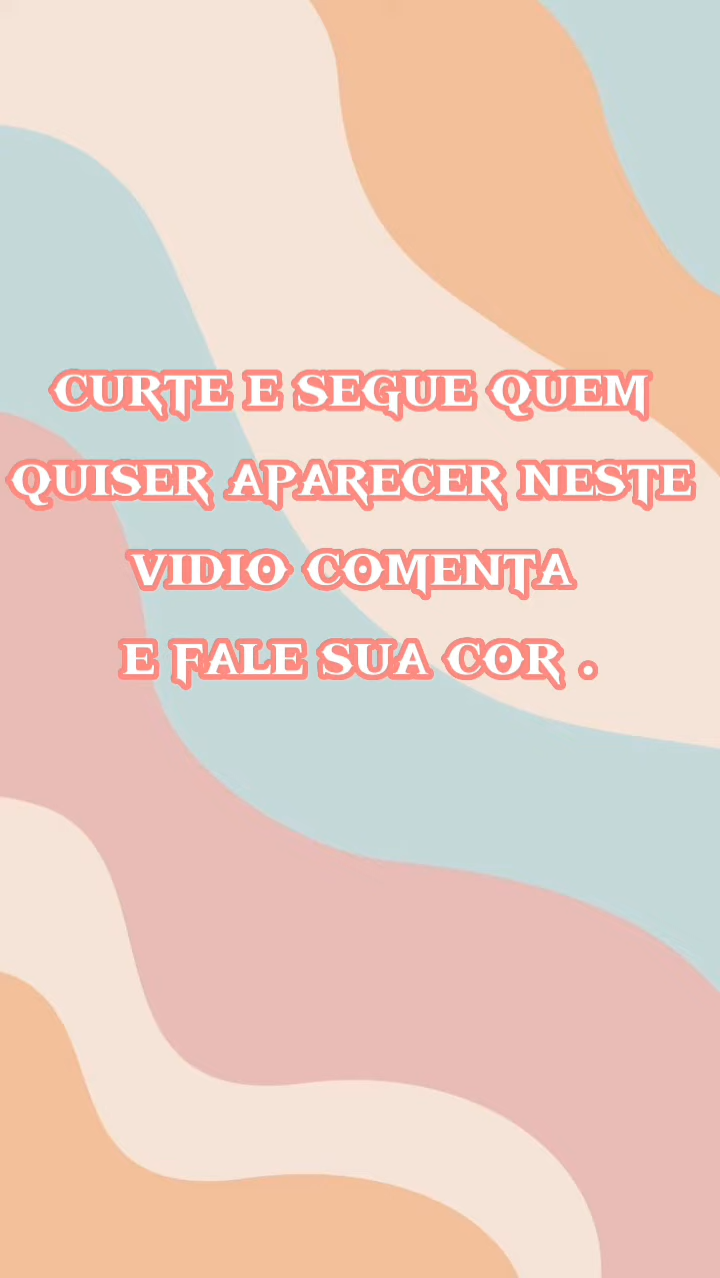 CURTE E SEGUE QUEM
QUISER APARECER NESTE
VIDIO COMENTA
E FALE SUA COR .